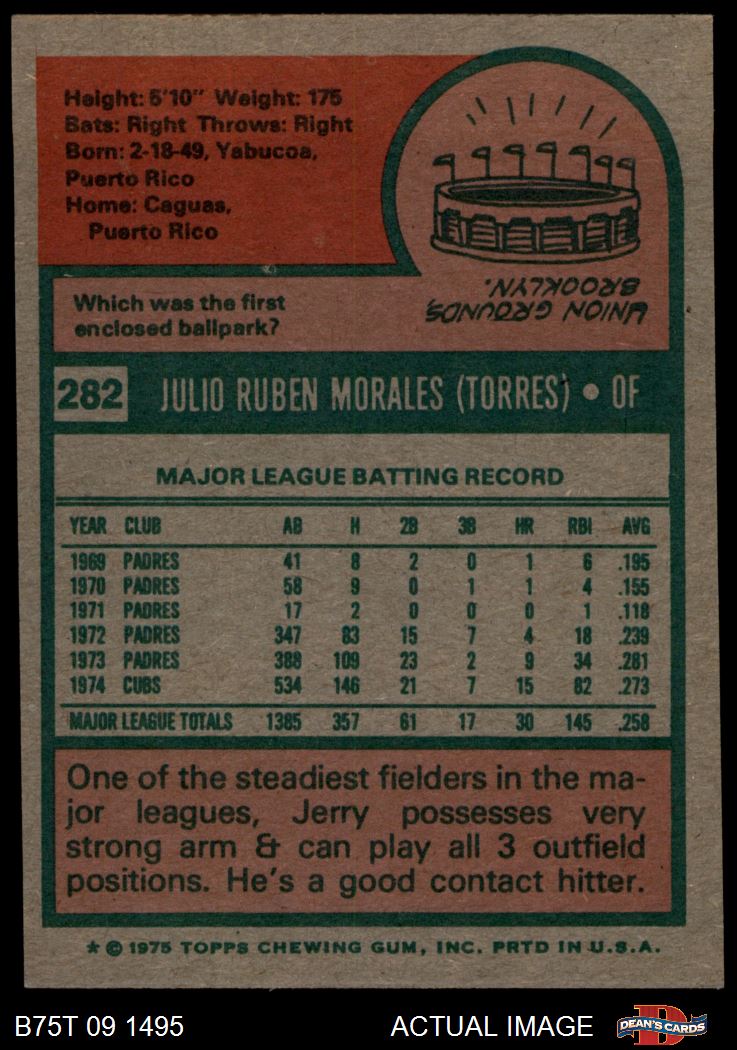 Height: 5'10" Weight: 175
Bats: Right Throws: Right
Born: 2-18-49, Yabucoa,
Puerto Rico
Home: Caguas,
Puerto Rico
Which was the first
enclosed ballpark?
UNION GROUNDS,
BROOKLYN.
282 JULIO RUBEN MORALES (TORRES) • OF
MAJOR LEAGUE BATTING RECORD
YEAR CLUB AB H 2B 3B HR RBI AVG
1969 PADRES 41 8 2 0 1 6 .195
1970 PADRES 58 9 0 1 1 4 .155
1971 PADRES 17 2 0 0 0 1 .118
1972 PADRES 347 83 15 7 4 18 .239
1973 PADRES 388 109 23 2 9 34 .281
1974 CUBS 534 146 21 7 15 82 .273
MAJOR LEAGUE TOTALS 1385 357 61 17 30 145 .258
One of the steadiest fielders in the ma-
jor leagues, Jerry possesses very
strong arm & can play all 3 outfield
positions. He's a good contact hitter.
* © 1975 TOPPS CHEWING GUM, INC. PRTD IN U.S.A.
B75T 09 1495 ACTUAL IMAGE D DEAN'S CARDS